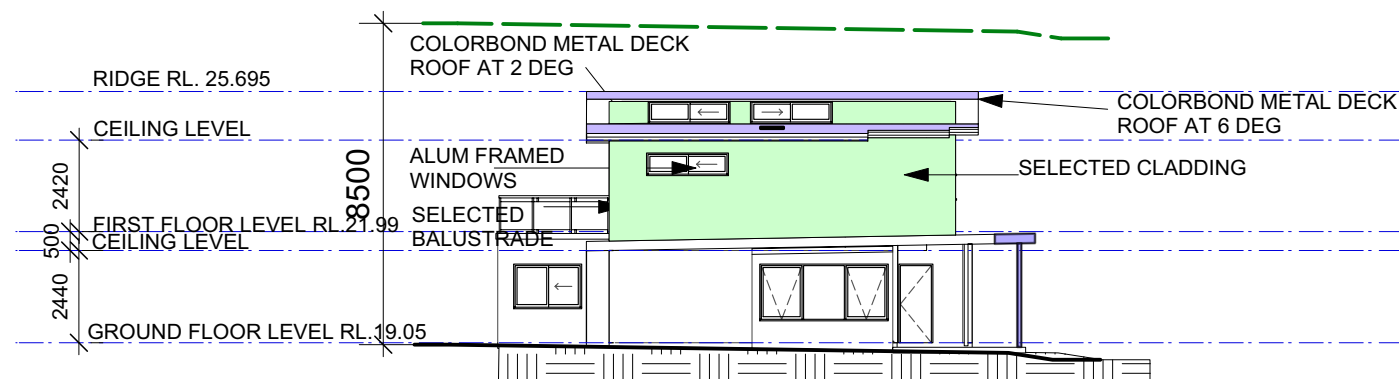 COLORBOND METAL DECK
ROOF AT 2 DEG
RIDGE RL. 25.695
COLORBOND METAL DECK
ROOF AT 6 DEG
CEILING LEVEL
2420
8500
ALUM FRAMED
WINDOWS
SELECTED CLADDING
SELECTED
BALUSTRADE
FIRST FLOOR LEVEL RL.21.99
500
CEILING LEVEL
2440
GROUND FLOOR LEVEL RL.19.05